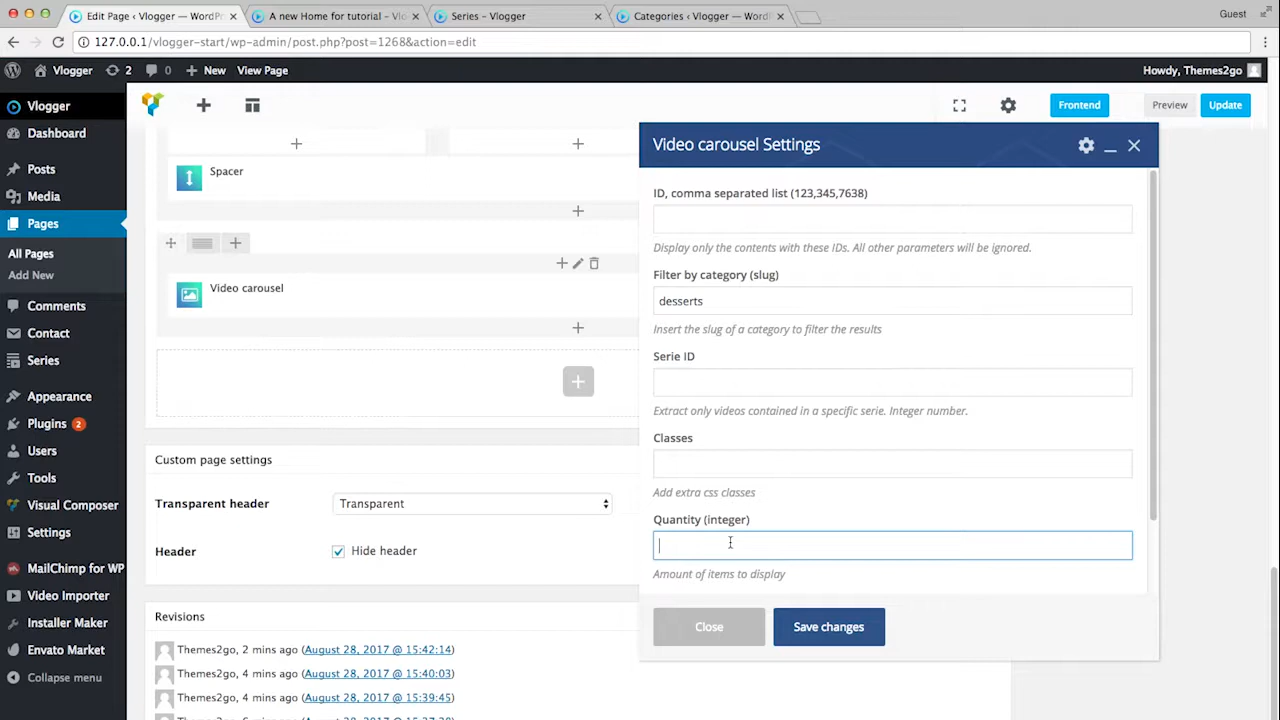 Edit Page ‹ Vlogger — WordPr
A new Home for tutorial – Vlo
Series – Vlogger
Categories ‹ Vlogger — WordP
Guest
127.0.0.1/vlogger-start/wp-admin/post.php?post=1268&action=edit
Vlogger 2 0 New View Page
Howdy, Themes2go
Vlogger
Dashboard
Posts
Media
Pages
All Pages
Add New
Comments
Contact
Series
Appearance
Plugins 2
Users
Tools
Visual Composer
Settings
MailChimp for WP
Video Importer
Installer Maker
Envato Market
Collapse menu
Frontend
Preview
Update
Spacer
Video carousel
Custom page settings
Transparent header
Transparent
Header
Hide header
Revisions
Themes2go, 2 mins ago (August 28, 2017 @ 15:42:14)
Themes2go, 4 mins ago (August 28, 2017 @ 15:40:03)
Themes2go, 4 mins ago (August 28, 2017 @ 15:39:45)
Video carousel Settings
ID, comma separated list (123,345,7638)
Display only the contents with these IDs. All other parameters will be ignored.
Filter by category (slug)
desserts
Insert the slug of a category to filter the results
Serie ID
Extract only videos contained in a specific serie. Integer number.
Classes
Add extra css classes
Quantity (integer)
Amount of items to display
Close
Save changes